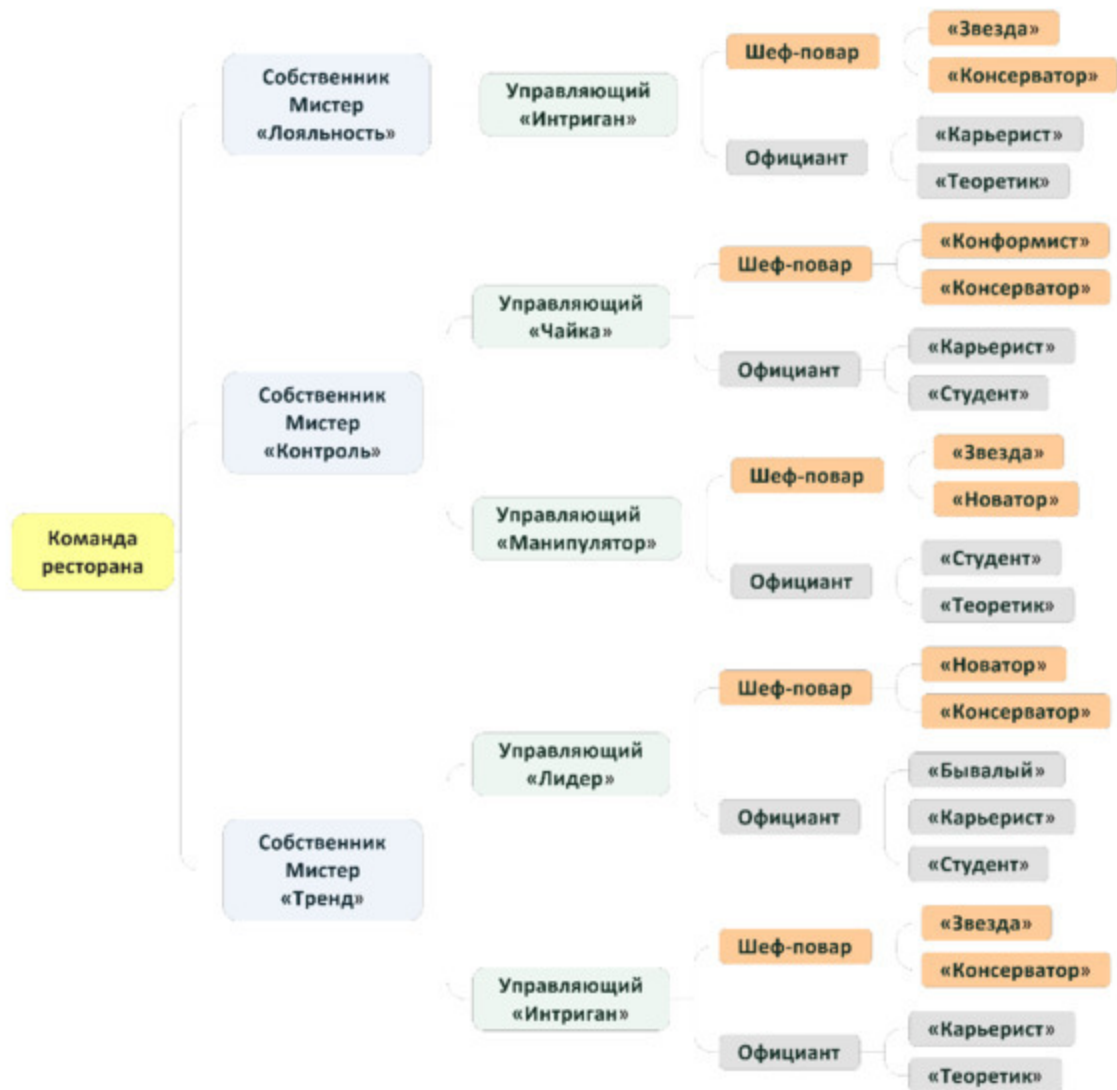 Команда
ресторана
Собственник
Мистер
«Лояльность»
Управляющий
«Интриган»
Шеф-повар
«Звезда»
«Консерватор»
Официант
«Карьерист»
«Теоретик»
Собственник
Мистер
«Контроль»
Управляющий
«Чайка»
Шеф-повар
«Конформист»
«Консерватор»
Официант
«Карьерист»
«Студент»
Управляющий
«Манипулятор»
Шеф-повар
«Звезда»
«Новатор»
Официант
«Студент»
«Теоретик»
Собственник
Мистер
«Тренд»
Управляющий
«Лидер»
Шеф-повар
«Новатор»
«Консерватор»
Официант
«Бывалый»
«Карьерист»
«Студент»
Управляющий
«Интриган»
Шеф-повар
«Звезда»
«Консерватор»
Официант
«Карьерист»
«Теоретик»